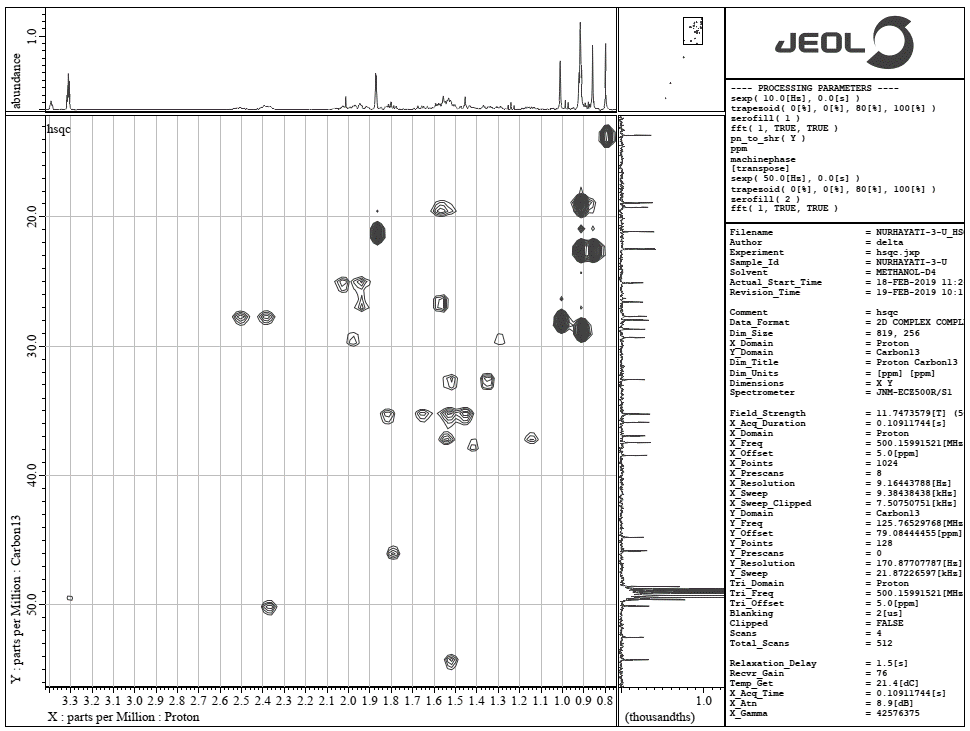 JEOL
1.0
abundance
---- PROCESSING PARAMETERS ----
sexp( 10.0[Hz], 0.0[s] )
trapezoid( 0[%], 0[%], 80[%], 100[%] )
zerofill( 1 )
fft( 1, TRUE, TRUE )
pn_to_shr( Y )
ppm
machinephase
[transpose]
sexp( 50.0[Hz], 0.0[s] )
trapezoid( 0[%], 0[%], 80[%], 100[%] )
zerofill( 2 )
fft( 1, TRUE, TRUE )
hsqc
20.0
30.0
40.0
50.0
Y : parts per Million : Carbon13
3.3 3.2 3.1 3.0 2.9 2.8 2.7 2.6 2.5 2.4 2.3 2.2 2.1 2.0 1.9 1.8 1.7 1.6 1.5 1.4 1.3 1.2 1.1 1.0 0.9 0.8
X : parts per Million : Proton
1.0
(thousandths)
Filename = NURHAYATI-3-U_HS
Author = delta
Experiment = hsqc.jxp
Sample_Id = NURHAYATI-3-U
Solvent = METHANOL-D4
Actual_Start_Time = 18-FEB-2019 11:2
Revision_Time = 19-FEB-2019 10:1
Comment = hsqc
Data_Format = 2D COMPLEX COMPL
Dim_Size = 819, 256
X_Domain = Proton
Y_Domain = Carbon13
Dim_Title = Proton Carbon13
Dim_Units = [ppm] [ppm]
Dimensions = X Y
Spectrometer = JNM-ECZ500R/S1
Field_Strength = 11.7473579[T] (5
X_Acq_Duration = 0.10911744[s]
X_Domain = Proton
X_Freq = 500.15991521[MHz
X_Offset = 5.0[ppm]
X_Points = 1024
X_Prescans = 8
X_Resolution = 9.16443788[Hz]
X_Sweep = 9.38438438[kHz]
X_Sweep_Clipped = 7.50750751[kHz]
Y_Domain = Carbon13
Y_Freq = 125.76529768[MHz
Y_Offset = 79.08444455[ppm]
Y_Points = 128
Y_Prescans = 0
Y_Resolution = 170.87707787[Hz]
Y_Sweep = 21.87226597[kHz]
Tri_Domain = Proton
Tri_Freq = 500.15991521[MHz
Tri_Offset = 5.0[ppm]
Blanking = 2[us]
Clipped = FALSE
Scans = 4
Total_Scans = 512
Relaxation_Delay = 1.5[s]
Recvr_Gain = 76
Temp_Get = 21.4[dC]
X_Acq_Time = 0.10911744[s]
X_Atn = 8.9[dB]
X_Gamma = 42576375